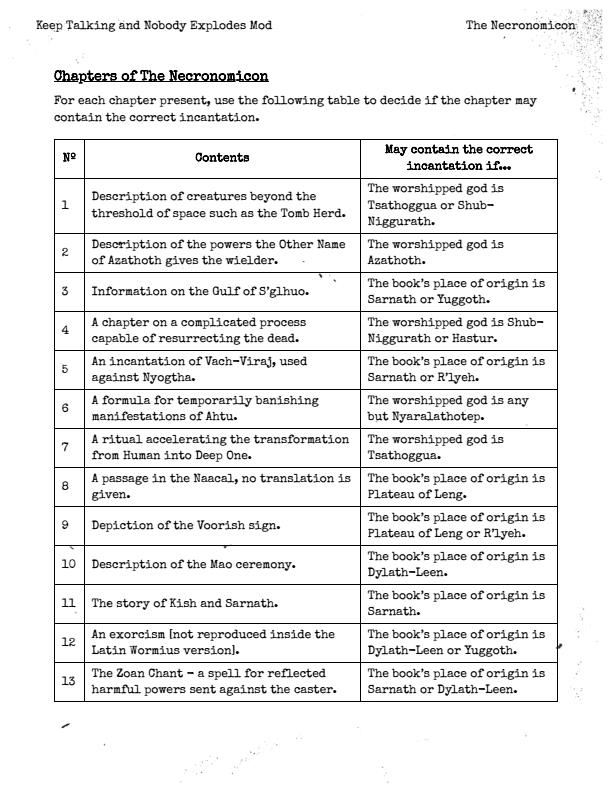 Keep Talking and Nobody Explodes Mod The Necronomicon
Chapters of The Necronomicon
For each chapter present, use the following table to decide if the chapter may
contain the correct incantation.
Nº Contents May contain the correct
incantation if…
1 Description of creatures beyond the
threshold of space such as the Tomb Herd.
The worshipped god is
Tsathoggua or Shub-
Niggurath.
2 Description of the powers the Other Name
of Azathoth gives the wielder.
The worshipped god is
Azathoth.
3 Information on the Gulf of S'glhuo.
The book's place of origin is
Sarnath or Yuggoth.
4 A chapter on a complicated process
capable of resurrecting the dead.
The worshipped god is Shub-
Niggurath or Hastur.
5 An incantation of Vach-Viraj, used
against Nyogtha.
The book's place of origin is
Sarnath or R'lyeh.
6 A formula for temporarily banishing
manifestations of Ahtu.
The worshipped god is any
but Nyaralathotep.
7 A ritual accelerating the transformation
from Human into Deep One.
The worshipped god is
Tsathoggua.
8 A passage in the Naacal, no translation is
given.
The book's place of origin is
Plateau of Leng.
9 Depiction of the Voorish sign.
The book's place of origin is
Plateau of Leng or R'lyeh.
10 Description of the Mao ceremony.
The book's place of origin is
Dylath-Leen.
11 The story of Kish and Sarnath.
The book's place of origin is
Sarnath.
12 An exorcism [not reproduced inside the
Latin Wormius version].
The book's place of origin is
Dylath-Leen or Yuggoth.
13 The Zoan Chant - a spell for reflected
harmful powers sent against the caster.
The book's place of origin is
Sarnath or Dylath-Leen.